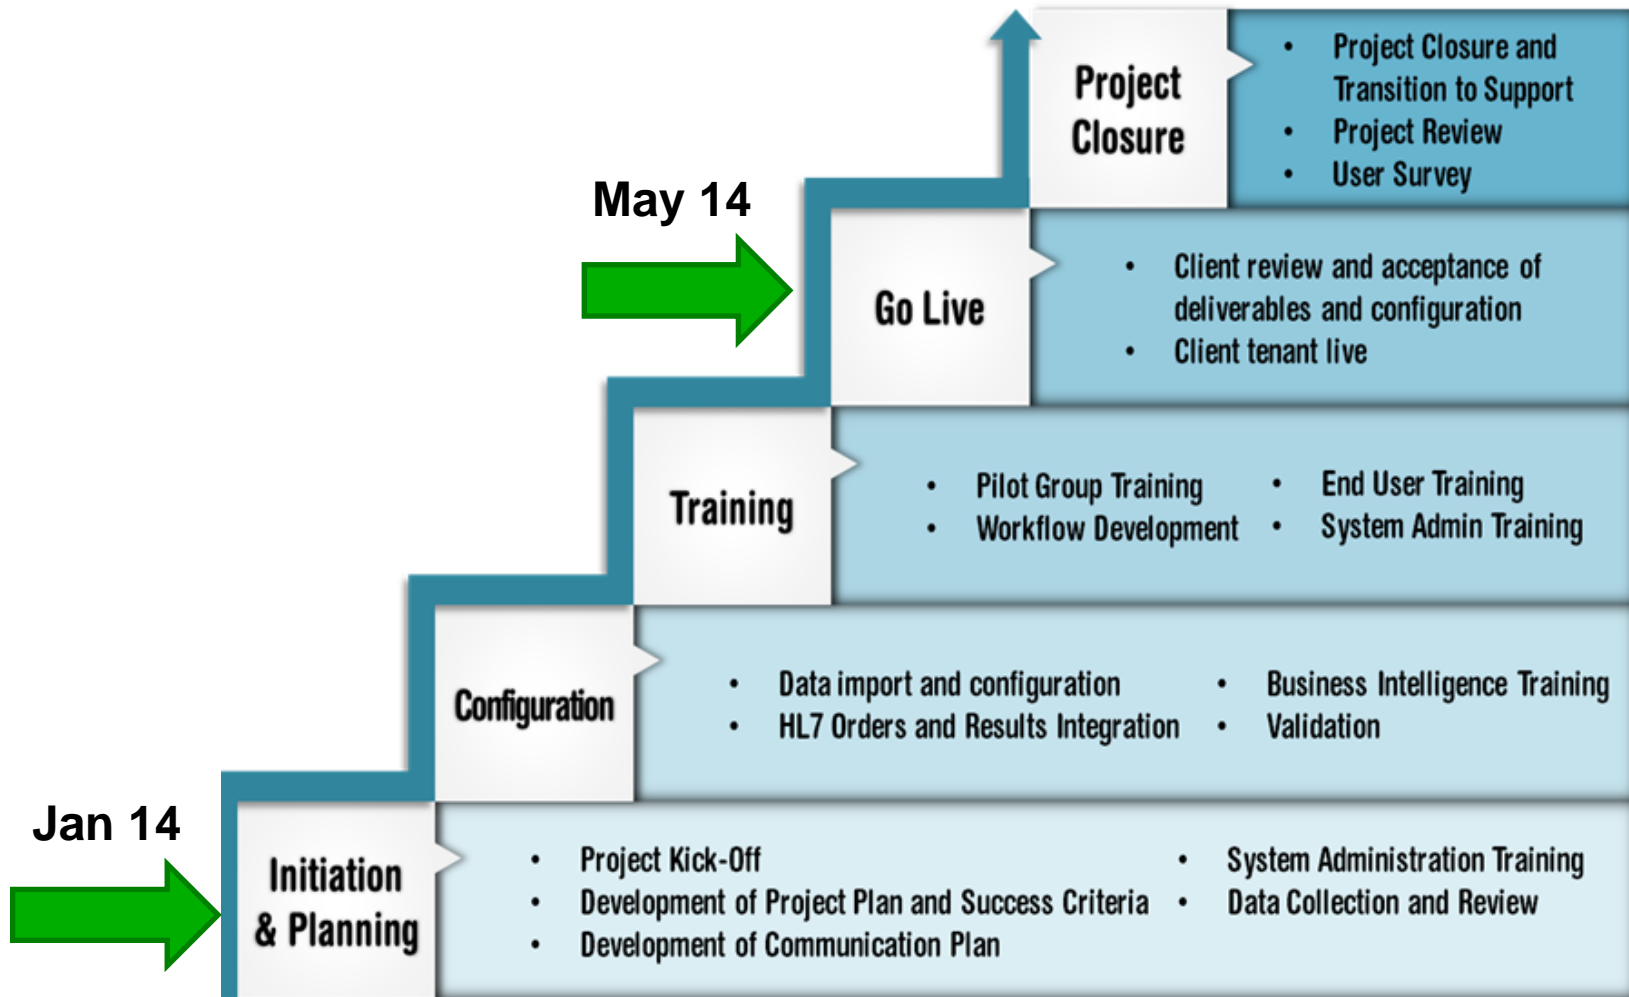 Project
Closure
• Project Closure and
Transition to Support
• Project Review
• User Survey
May 14
Go Live
• Client review and acceptance of
deliverables and configuration
• Client tenant live
Training
• Pilot Group Training
• Workflow Development
• End User Training
• System Admin Training
Configuration
• Data import and configuration
• HL7 Orders and Results Integration
• Business Intelligence Training
• Validation
Jan 14
Initiation
& Planning
• Project Kick-Off
• Development of Project Plan and Success Criteria
• Development of Communication Plan
• System Administration Training
• Data Collection and Review